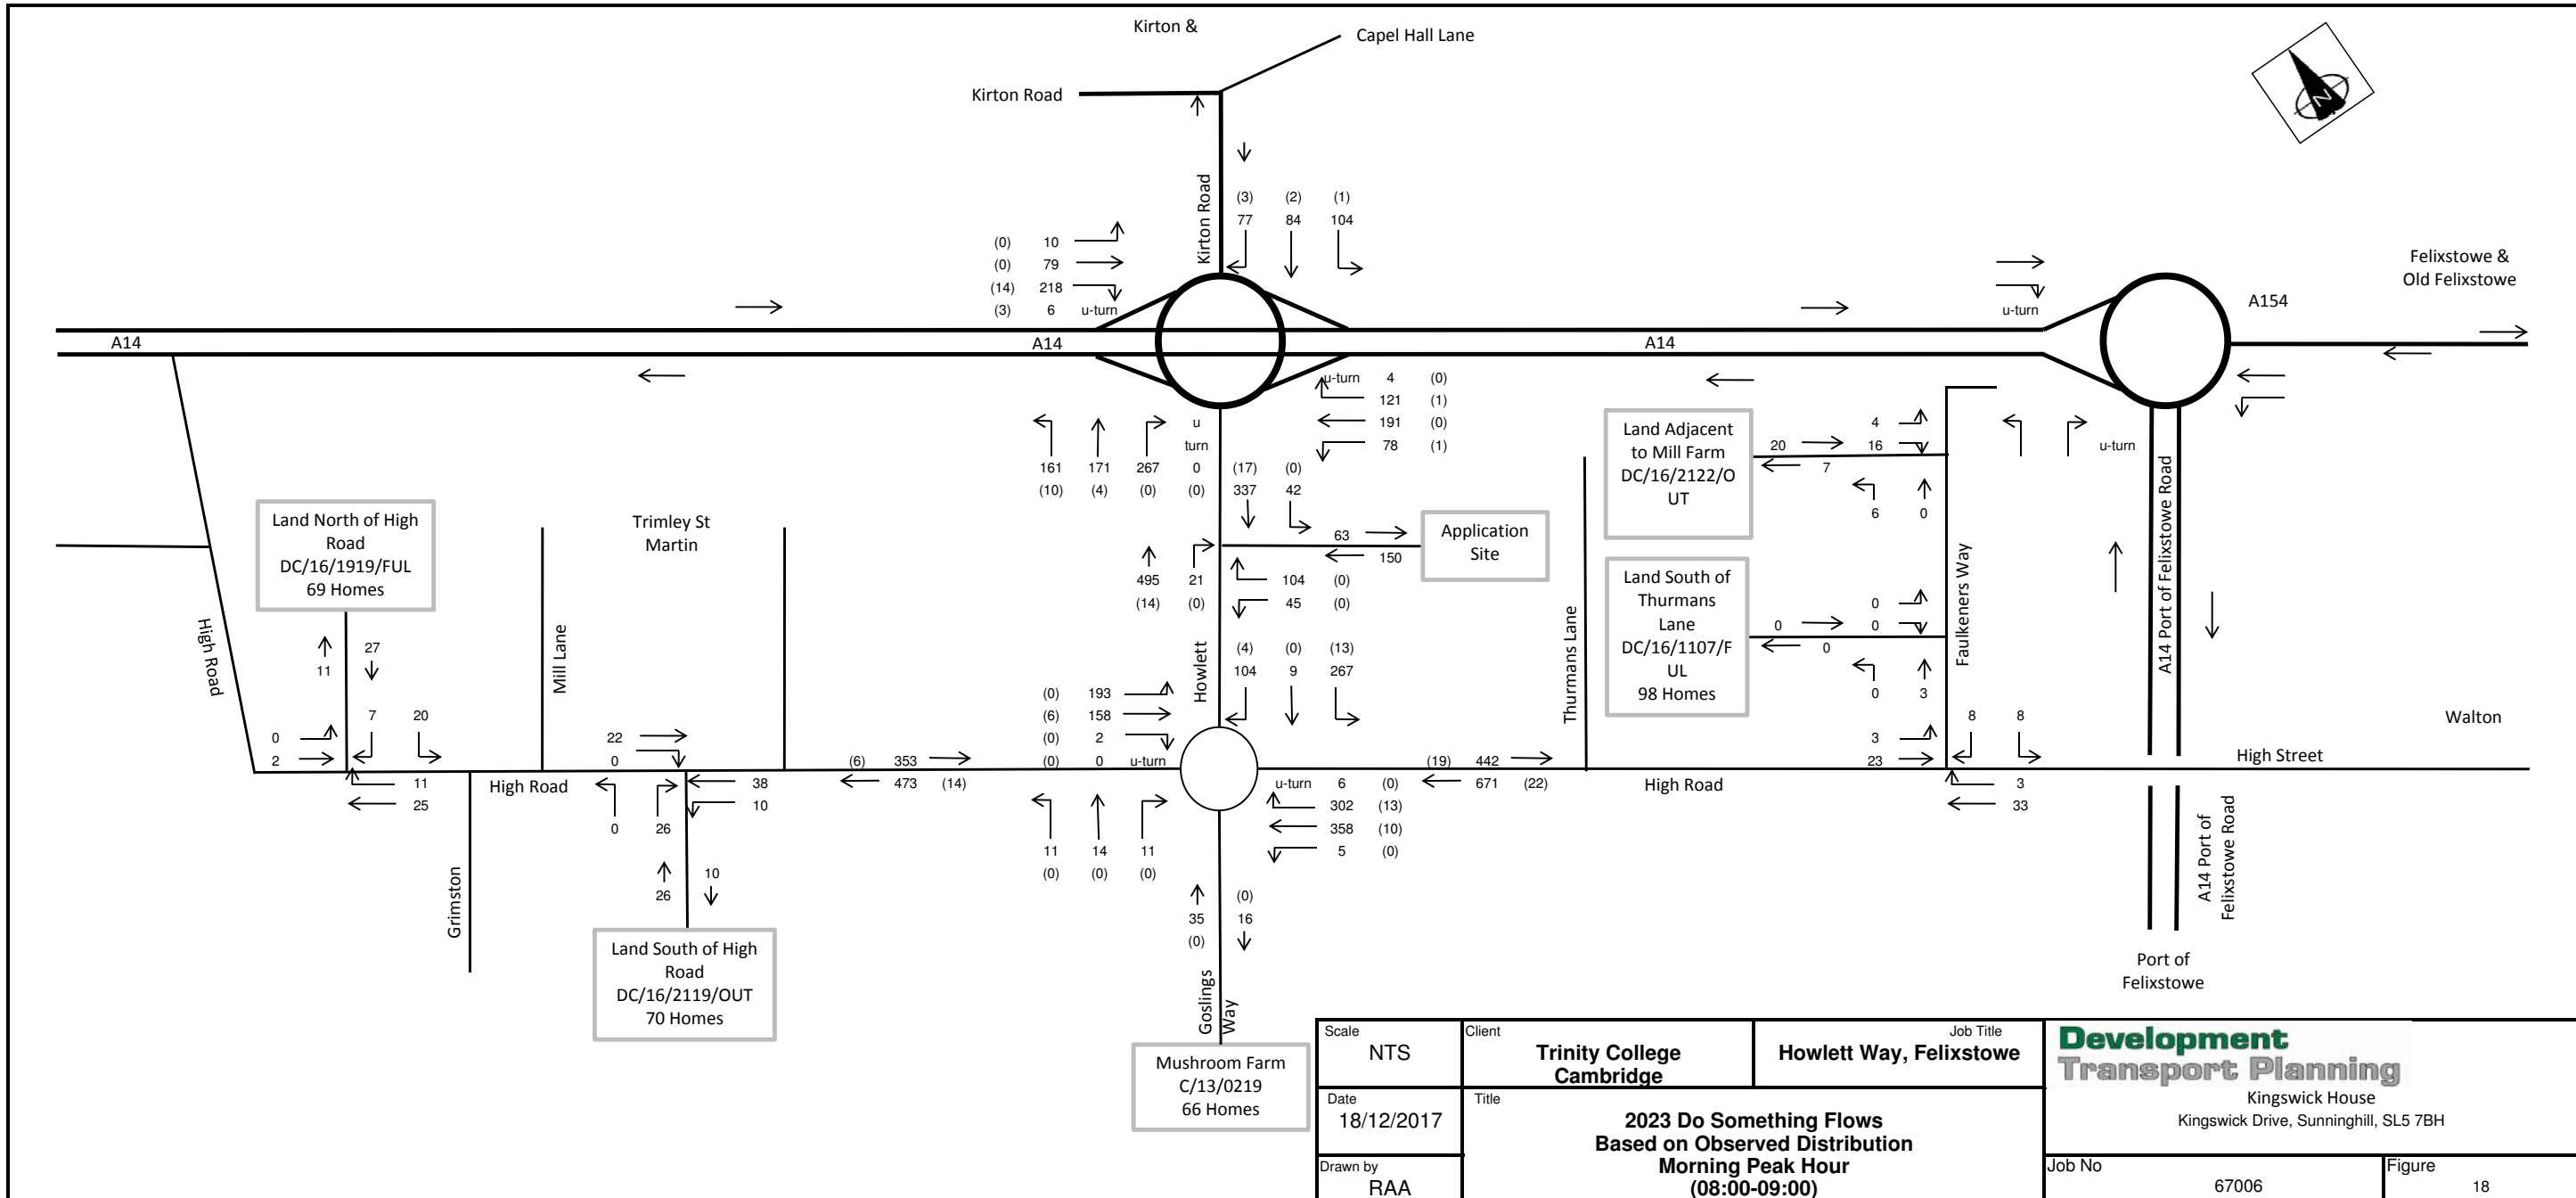 Kirton &
Capel Hall Lane
Kirton Road
N
Kirton Road
(3) (2) (1)
77 84 104
(0) 10
(0) 79
(14) 218
(3) 6 u-turn
u-turn
Felixstowe &
Old Felixstowe
A154
A14
A14
A14
u-turn 4 (0)
121 (1)
191 (0)
78 (1)
u
turn
161 171 267 0
(10) (4) (0) (0)
(17) (0)
337 42
Land Adjacent
to Mill Farm
DC/16/2122/O
UT
20
7
4
16
6 0
u-turn
A14 Port of Felixstowe Road
Land North of High
Road
DC/16/1919/FUL
69 Homes
Trimley St
Martin
63
150
Application
Site
495 21
(14) (0)
104 (0)
45 (0)
Land South of
Thurmans
Lane
DC/16/1107/F
UL
98 Homes
0
0
0
0
0 3
Faulkeners Way
Thurmans Lane
High Road
Mill Lane
Howlett
27
11
(4) (0) (13)
104 9 267
(0) 193
(6) 158
(0) 2
(0) 0 u-turn
7 20
0
2
22
0
(6) 353
473 (14)
(19) 442
671 (22)
8 8
3
23
Walton
High Street
11
25
High Road
38
10
0 26
u-turn 6 (0)
302 (13)
358 (10)
5 (0)
High Road
3
33
11 14 11
(0) (0) (0)
Grimston
26
10
35
(0)
(0)
16
A14 Port of
Felixstowe Road
Land South of High
Road
DC/16/2119/OUT
70 Homes
Goslings
Way
Port of
Felixstowe
Mushroom Farm
C/13/0219
66 Homes
Scale
NTS
Client
Trinity College
Cambridge
Job Title
Howlett Way, Felixstowe
Development
Transport Planning
Kingswick House
Kingswick Drive, Sunninghill, SL5 7BH
Date
18/12/2017
Title
2023 Do Something Flows
Based on Observed Distribution
Morning Peak Hour
(08:00-09:00)
Drawn by
RAA
Job No
67006
Figure
18